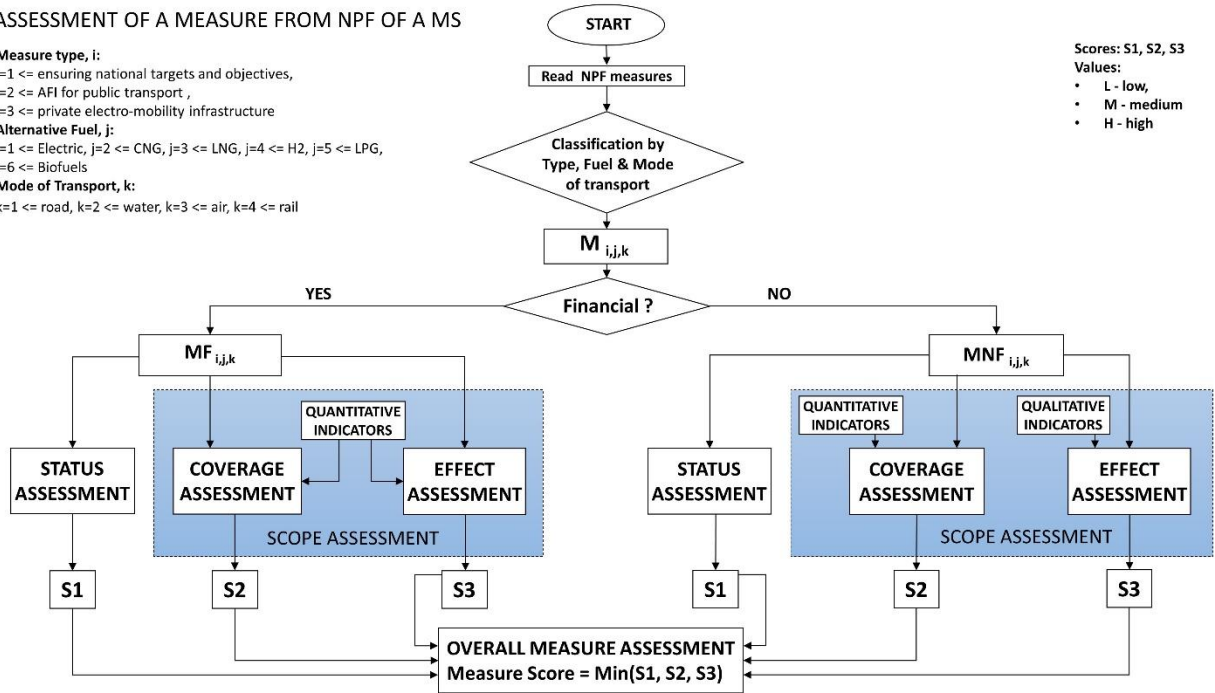 ASSESSMENT OF A MEASURE FROM NPF OF A MS
Measure type, i:
=1 <= ensuring national targets and objectives,
=2 <= AFI for public transport ,
=3 <= private electro-mobility infrastructure
Alternative Fuel, j:
=1 <= Electric, j=2 <= CNG, j=3 <= LNG, j=4 <= H2, j=5 <= LPG,
=6 <= Biofuels
Mode of Transport, k:
k=1 <= road, k=2 <= water, k=3 <= air, k=4 <= rail
START
Read NPF measures
Classification by
Type, Fuel & Mode
of transport
M i,j,k
Scores: S1, S2, S3
Values:
• L - low,
• M - medium
• H - high
YES
Financial ?
NO
MF i,j,k
MNF i,j,k
QUANTITATIVE
INDICATORS
STATUS
ASSESSMENT
COVERAGE
ASSESSMENT
EFFECT
ASSESSMENT
SCOPE ASSESSMENT
QUANTITATIVE
INDICATORS
QUALITATIVE
INDICATORS
STATUS
ASSESSMENT
COVERAGE
ASSESSMENT
EFFECT
ASSESSMENT
SCOPE ASSESSMENT
S1
S2
S3
S1
S2
S3
OVERALL MEASURE ASSESSMENT
Measure Score = Min(S1, S2, S3)